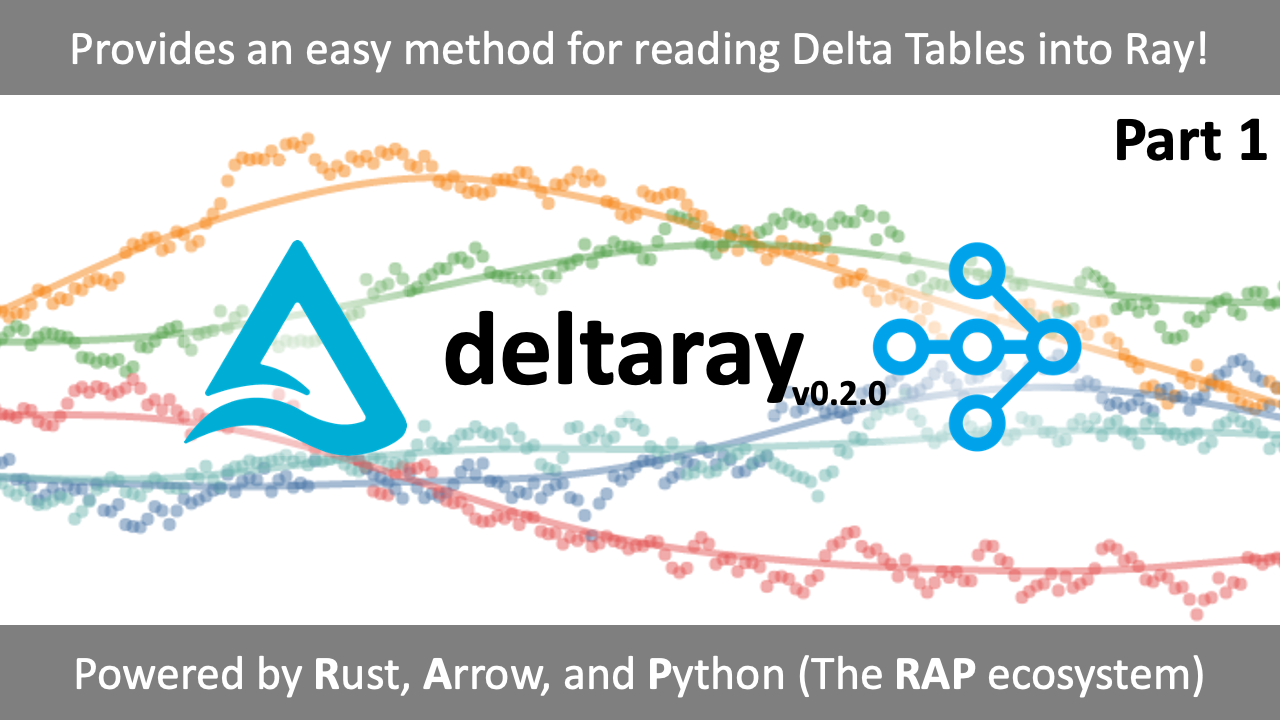 Provides an easy method for reading Delta Tables into Ray!
Part 1
deltaray
v0.2.0
Powered by Rust, Arrow, and Python (The RAP ecosystem)